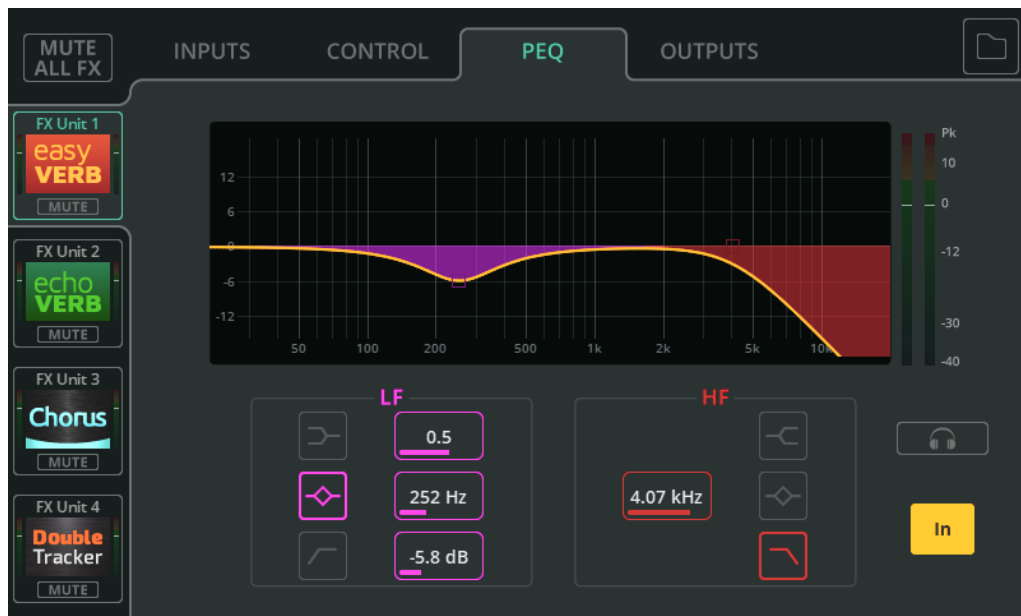 MUTE
ALL FX
INPUTS
CONTROL
PEQ
OUTPUTS
FX Unit 1
easy
VERB
MUTE
FX Unit 2
echo
VERB
MUTE
FX Unit 3
Chorus
MUTE
FX Unit 4
Double
Tracker
MUTE
12
6
0
-6
-12
50 100 200 500 1k 2k 5k 10k
Pk
10
0
-12
-30
-40
LF
0.5
252 Hz
-5.8 dB
HF
4.07 kHz
In